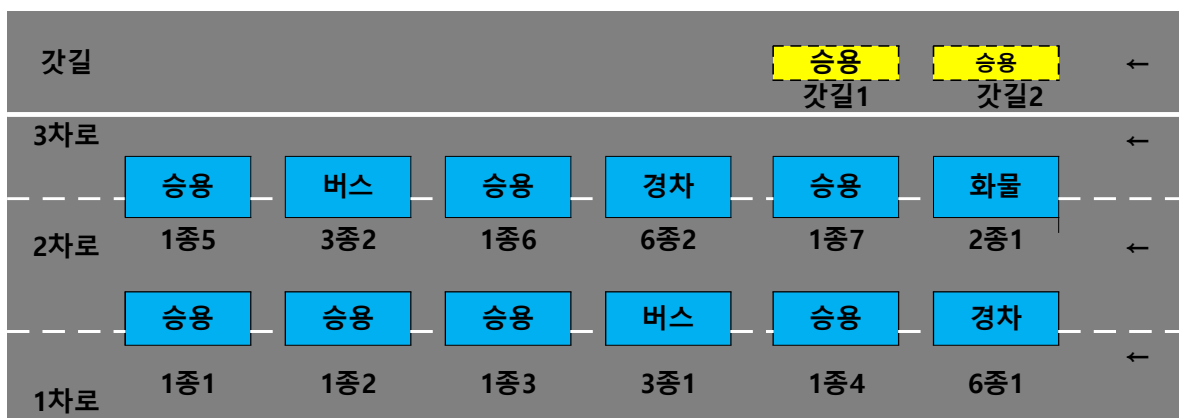 갓길 승용 승용 ←
갓길1 갓길2
3차로 ←
승용 버스 승용 경차 승용 화물
2차로 1종5 3종2 1종6 6종2 1종7 2종1 ←
승용 승용 승용 버스 승용 경차
←
1차로 1종1 1종2 1종3 3종1 1종4 6종1